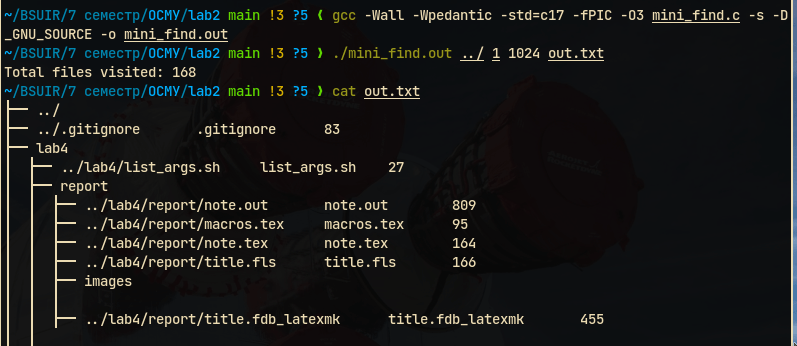 ~/BSUIR/7 семестр/OCMY/lab2 main !3 ?5 ❯ gcc -Wall -Wpedantic -std=c17 -fPIC -O3 mini_find.c -s -D
_GNU_SOURCE -o mini_find.out
~/BSUIR/7 семестр/OCMY/lab2 main !3 ?5 ❯ ./mini_find.out ../ 1 1024 out.txt
Total files visited: 168
~/BSUIR/7 семестр/OCMY/lab2 main !3 ?5 ❯ cat out.txt
├── ../
├── ../.gitignore       .gitignore      83
├── lab4
│  ├── ../lab4/list_args.sh     list_args.sh    27
│  ├── report
│  │  ├── ../lab4/report/note.out       note.out        809
│  │  ├── ../lab4/report/macros.tex     macros.tex      95
│  │  ├── ../lab4/report/note.tex       note.tex        164
│  │  ├── ../lab4/report/title.fls      title.fls       166
│  │  ├── images
│  │  ├── ../lab4/report/title.fdb_latexmk      title.fdb_latexmk       455